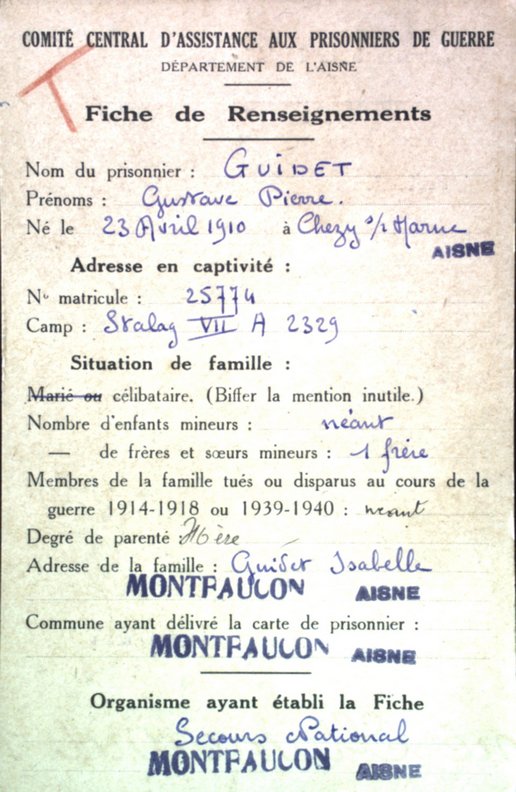 T
COMITÉ CENTRAL D'ASSISTANCE AUX PRISONNIERS DE GUERRE
DÉPARTEMENT DE L'AISNE
Fiche de Renseignements
Nom du prisonnier : GUIDET
Prénoms : Gustave Pierre.
Né le 23 Avril 1910 à Chezy s/ Marne
AISNE
Adresse en captivité :
No matricule : 25774
Camp : Stalag VII A 2329
Situation de famille :
Marié ou célibataire. (Biffer la mention inutile.)
Nombre d'enfants mineurs : néant
— de frères et sœurs mineurs : 1 frère
Membres de la famille tués ou disparus au cours de la
guerre 1914-1918 ou 1939-1940 : néant
Degré de parenté : Mère
Adresse de la famille : Guidet Isabelle
MONTFAUCON AISNE
Commune ayant délivré la carte de prisonnier :
MONTFAUCON AISNE
Organisme ayant établi la Fiche
Secours National
MONTFAUCON AISNE